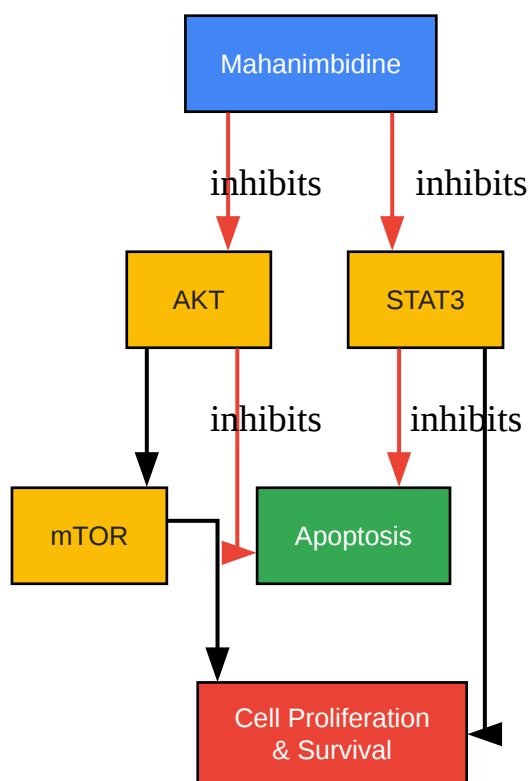 Mahanimbidine
inhibits
inhibits
AKT
STAT3
inhibits
inhibits
mTOR
Apoptosis
Cell Proliferation
& Survival